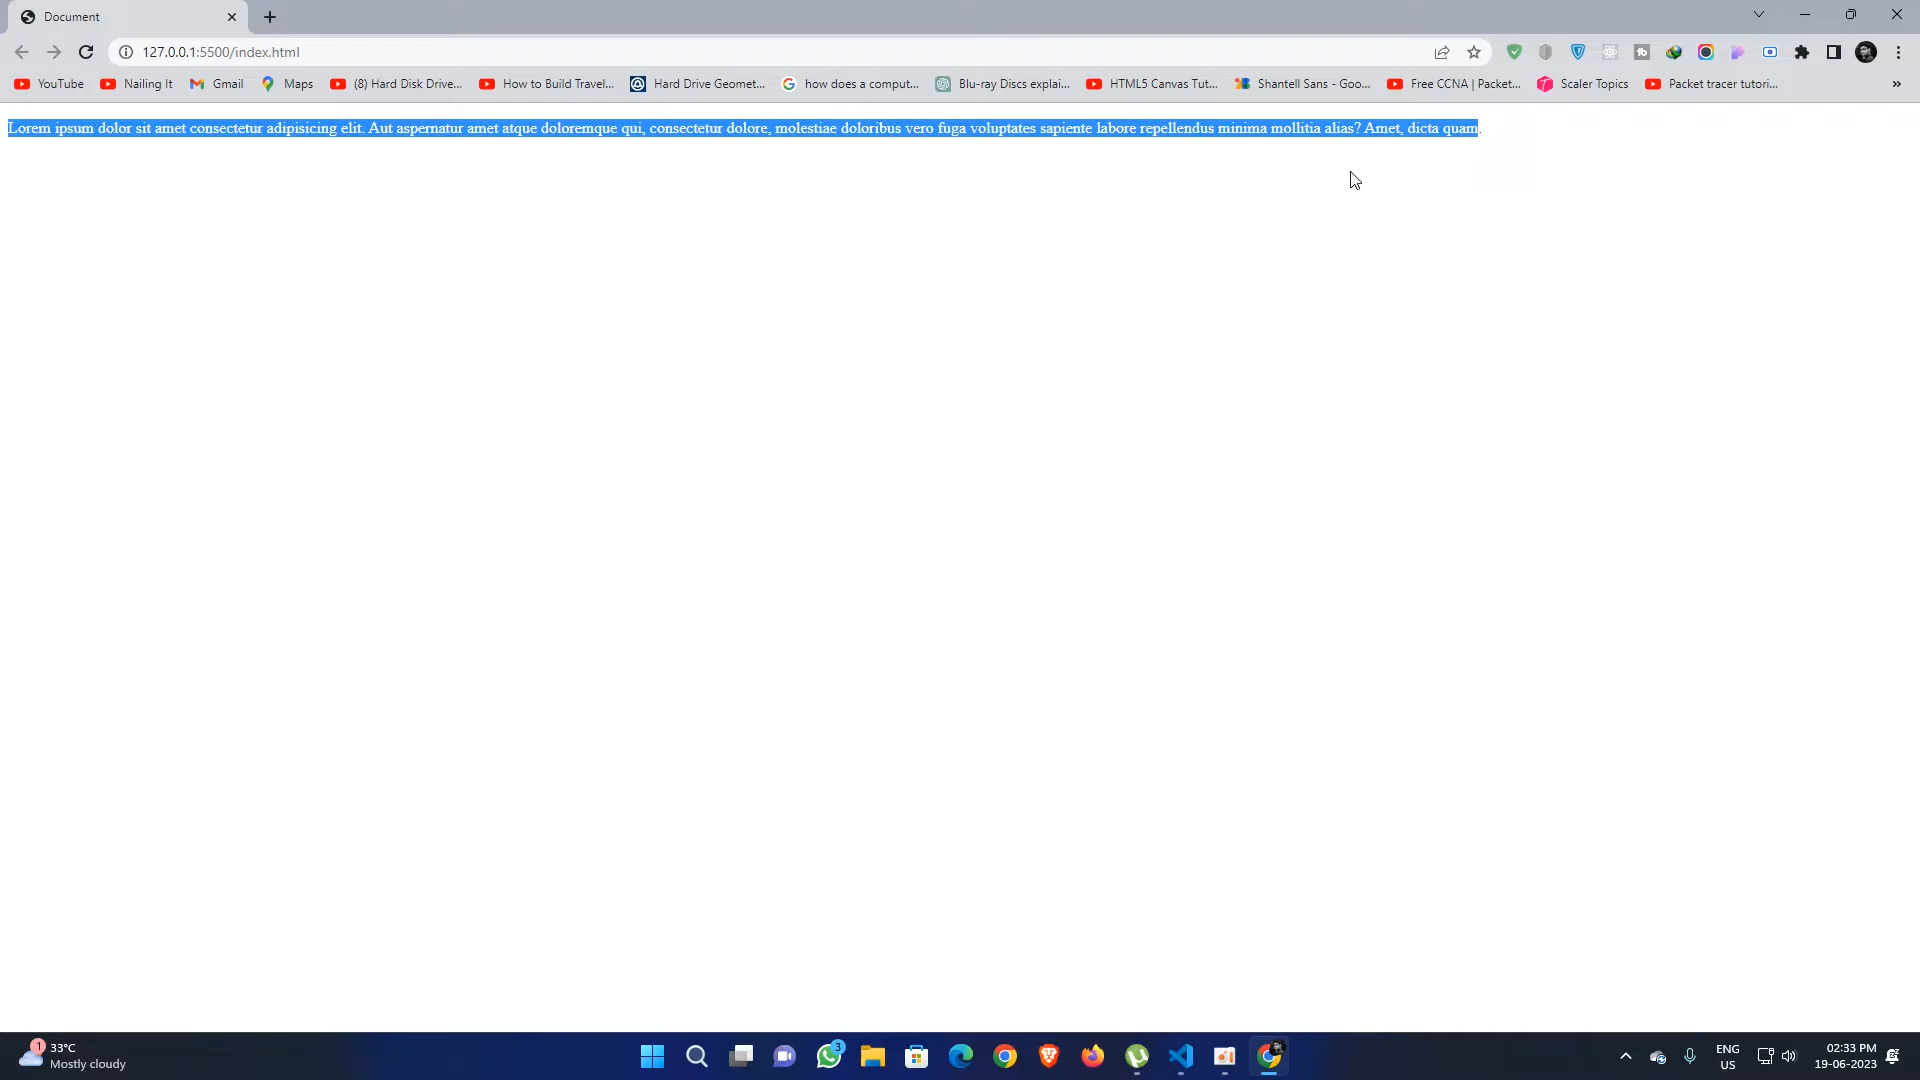 Document
127.0.0.1:5500/index.html
YouTube Nailing It Gmail Maps (8) Hard Disk Drive... How to Build Travel... Hard Drive Geomet... how does a comput... Blu-ray Discs explai... HTML5 Canvas Tut... Shantell Sans - Goo... Free CCNA | Packet... Scaler Topics Packet tracer tutori... »
Lorem ipsum dolor sit amet consectetur adipisicing elit. Aut aspernatur amet atque doloremque qui, consectetur dolore, molestiae doloribus vero fuga voluptates sapiente labore repellendus minima mollitia alias? Amet, dicta quam.
1 33°C
Mostly cloudy
3
ENG
US
02:33 PM
19-06-2023